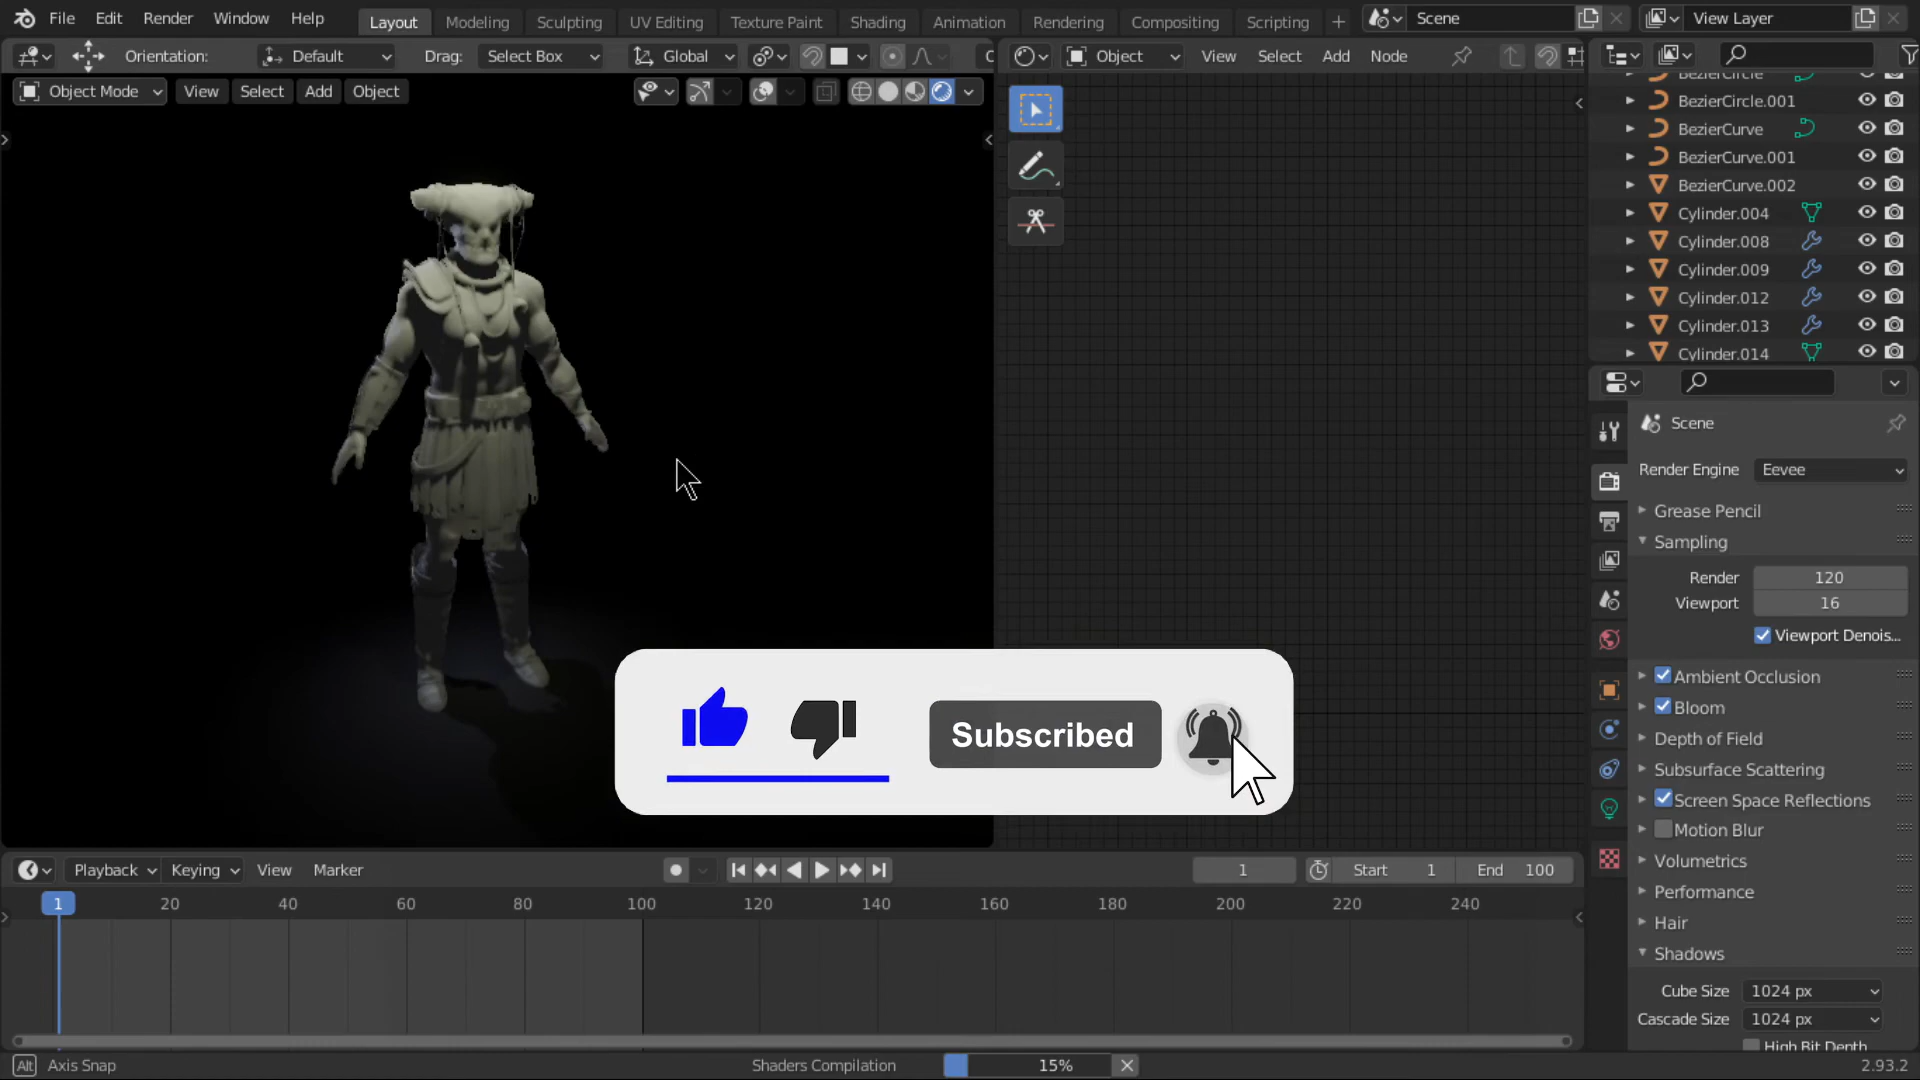 File Edit Render Window Help Layout Modeling Sculpting UV Editing Texture Paint Shading Animation Rendering Compositing Scripting + Scene View Layer
Orientation: Default Drag: Select Box Global Object View Select Add Node
Object Mode View Select Add Object
BezierCircle
BezierCircle.001
BezierCurve
BezierCurve.001
BezierCurve.002
Cylinder.004
Cylinder.008
Cylinder.009
Cylinder.012
Cylinder.013
Cylinder.014
Scene
Render Engine Eevee
Grease Pencil
Sampling
Render 120
Viewport 16
Viewport Denois...
Ambient Occlusion
Bloom
Depth of Field
Subsurface Scattering
Screen Space Reflections
Motion Blur
Volumetrics
Performance
Hair
Shadows
Cube Size 1024 px
Cascade Size 1024 px
High Bit Depth
Subscribed
Playback Keying View Marker 1 Start 1 End 100
1 20 40 60 80 100 120 140 160 180 200 220 240
Alt Axis Snap Shaders Compilation 15% 2.93.2